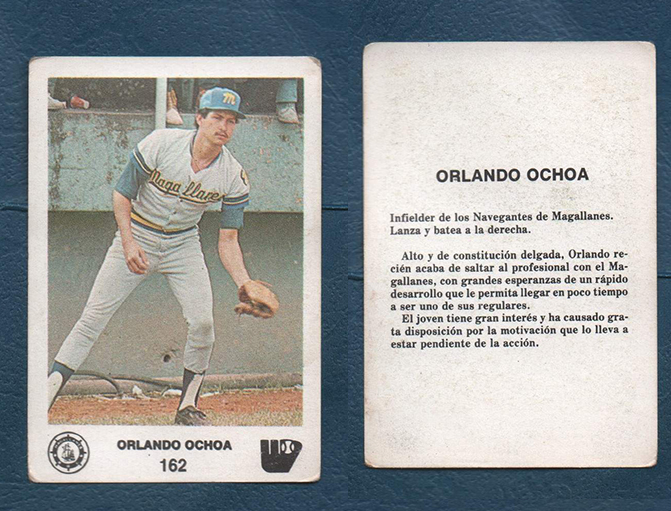 M
Magallanes
ORLANDO OCHOA
162
ORLANDO OCHOA
Infielder de los Navegantes de Magallanes.
Lanza y batea a la derecha.
Alto y de constitución delgada, Orlando re-
cién acaba de saltar al profesional con el Ma-
gallanes, con grandes esperanzas de un rápido
desarrollo que le permita llegar en poco tiempo
a ser uno de sus regulares.
El joven tiene gran interés y ha causado gra-
ta disposición por la motivación que lo lleva a
estar pendiente de la acción.